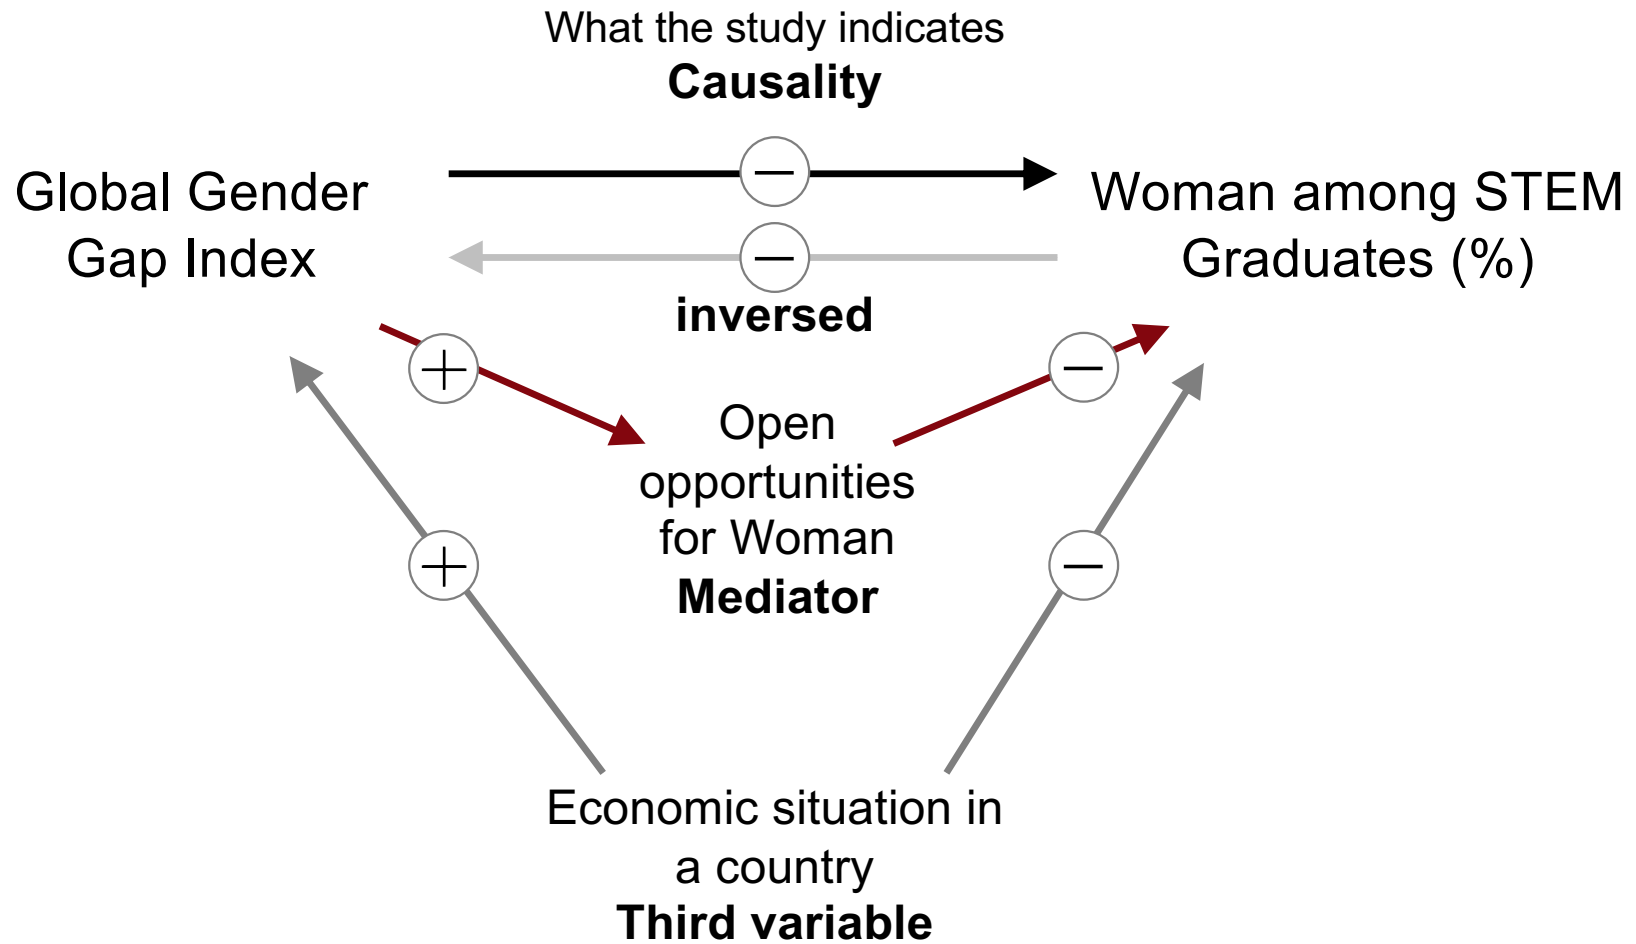 What the study indicates
Causality
Global Gender
Gap Index
−
Woman among STEM
Graduates (%)
−
inversed
+
−
Open
opportunities
for Woman
Mediator
+
−
Economic situation in
a country
Third variable